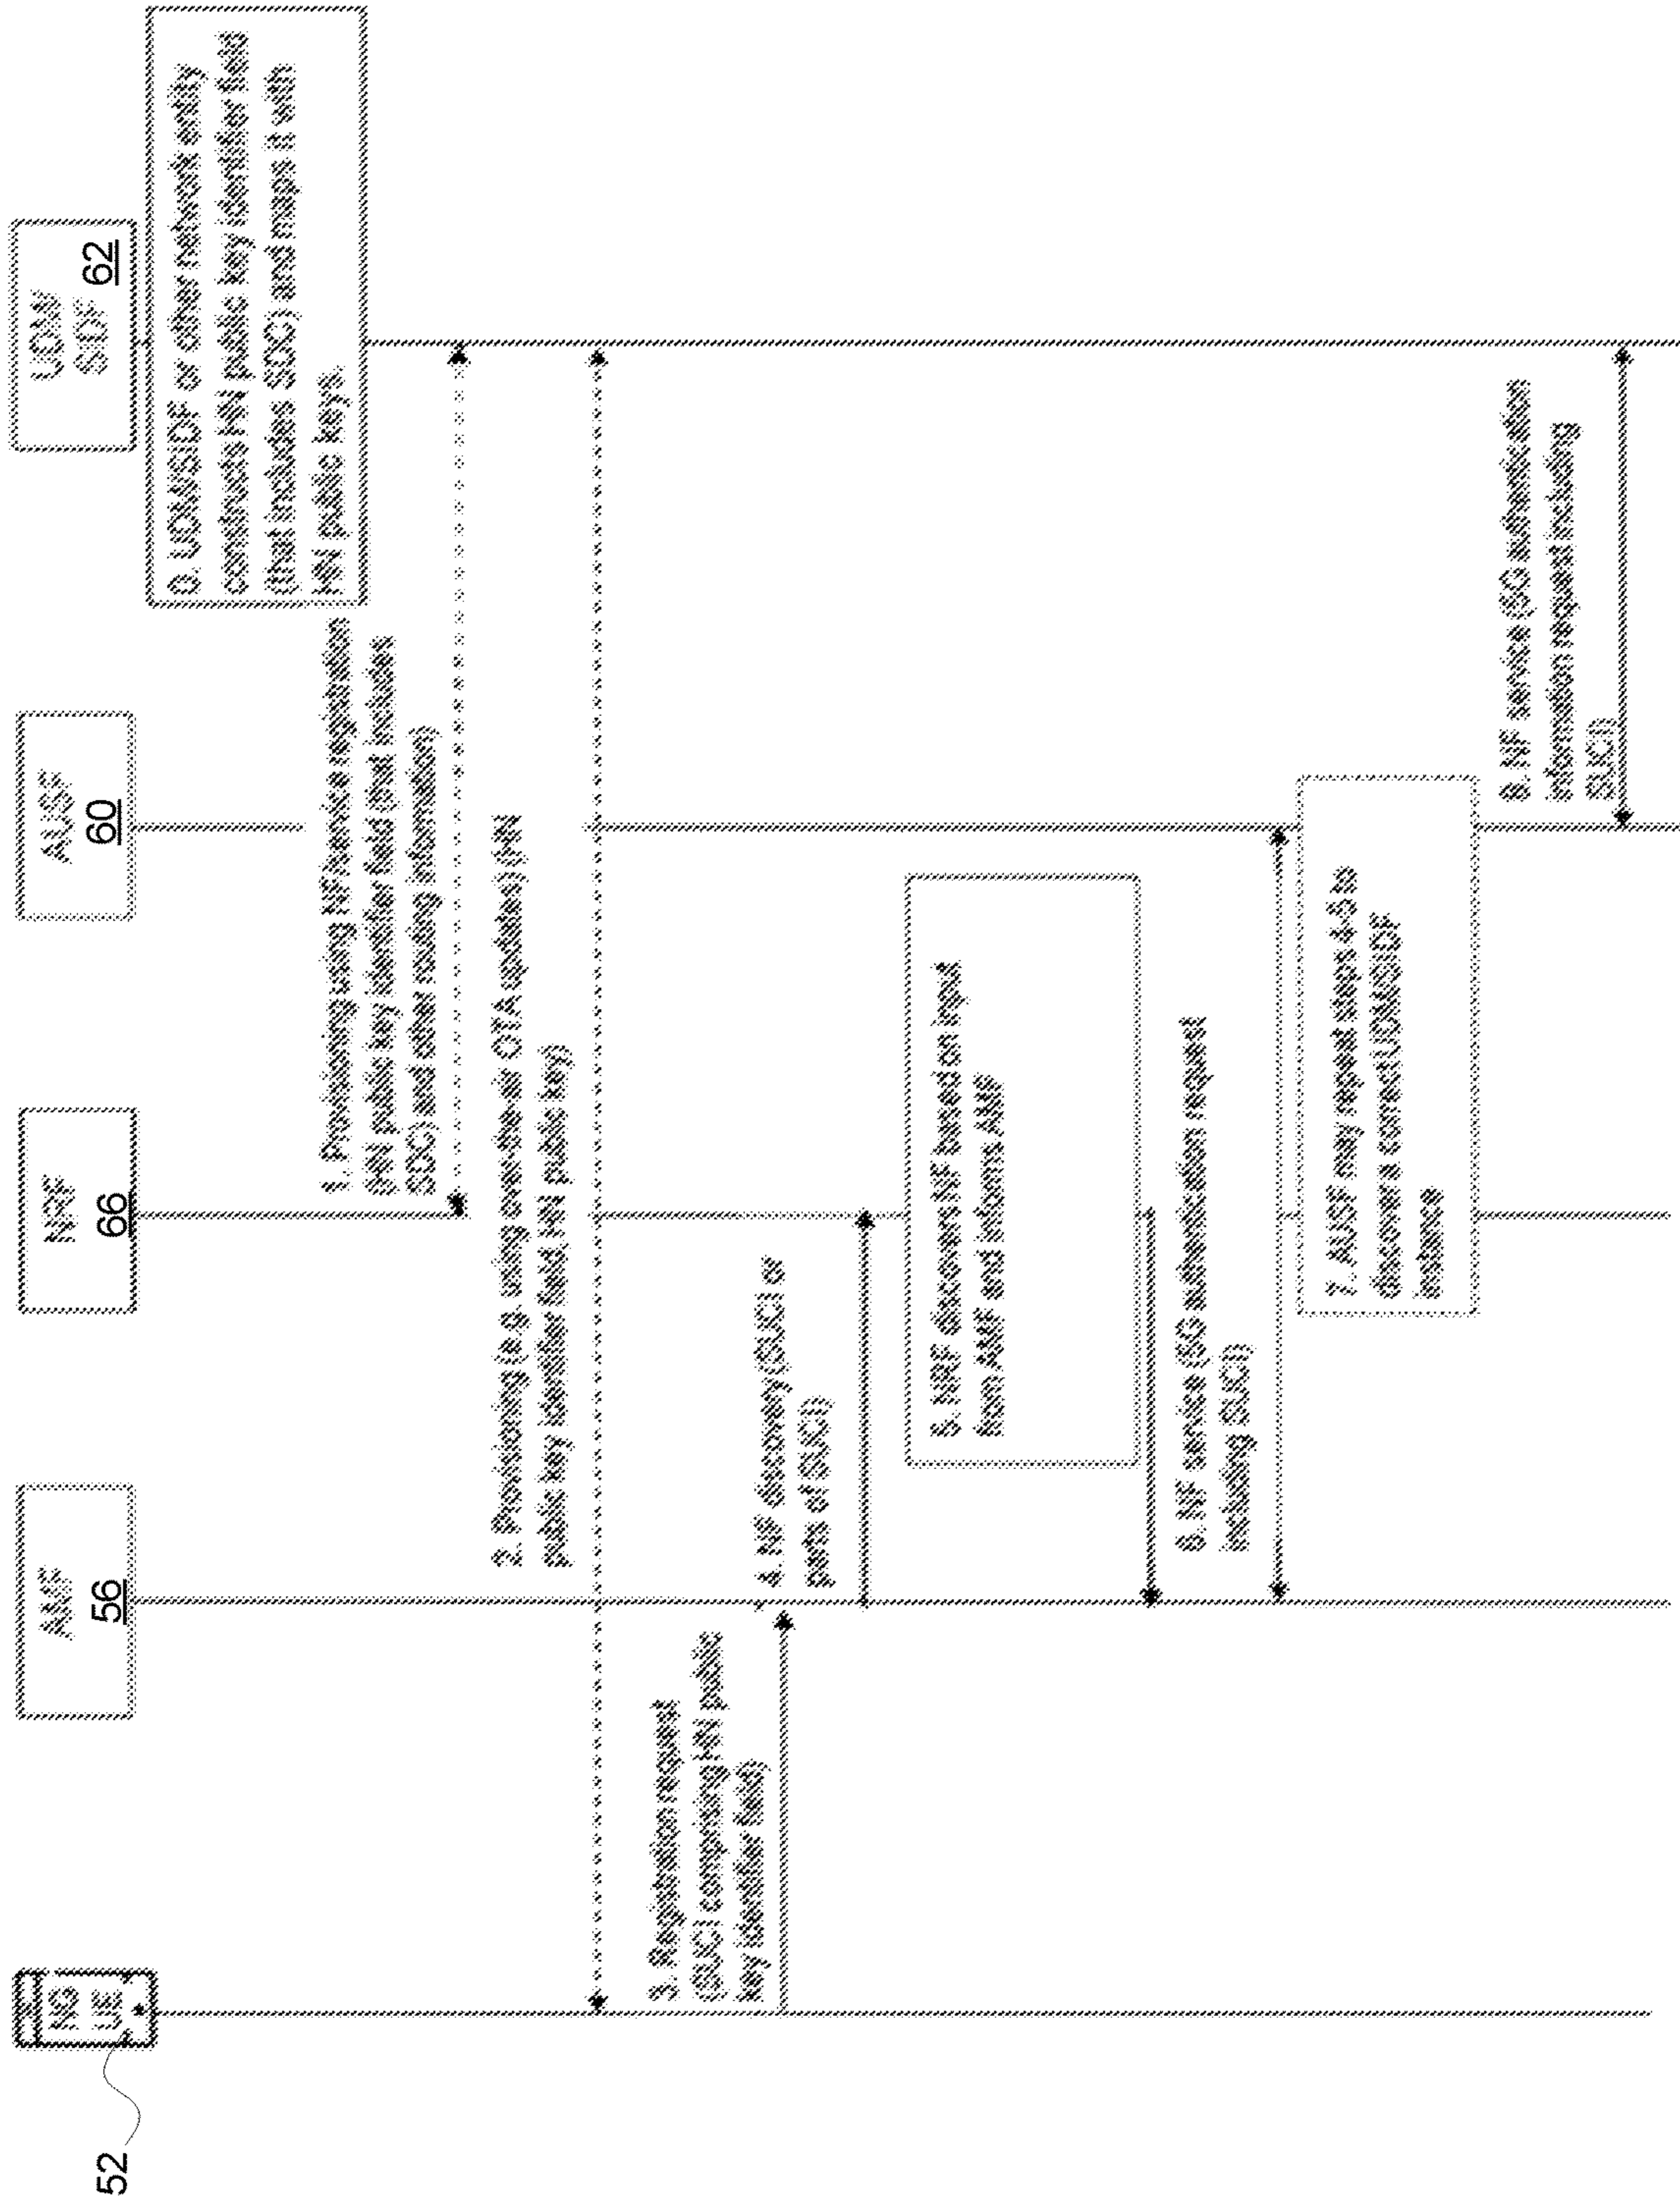 52
NG
UE
AMF
56
NRF
66
AUSF
60
UDM/
SIDF
62
0. UDM/SIDF or other network entity
constructs HN public key identifier field
(that includes SDC) and maps it with
HN public keys.
1. Provisioning using NF service registration
(HN public key identifier field (that includes
SDC) and other routing information)
2. Provisioning (e.g. using over-the-air OTA updates) (HN
public key identifier field, HN public key)
3. Registration request
(SUCI comprising HN public
key identifier field)
4. NF discovery (SUCI or
parts of SUCI)
5. NRF discovers NF based on input
from AMF and informs AMF
6. NF service (5G authentication request
including SUCI)
7. AUSF may repeat steps 4-5 to
discover a correct UDM/SIDF
instance
8. NF service (5G authentication
information request including
SUCI)